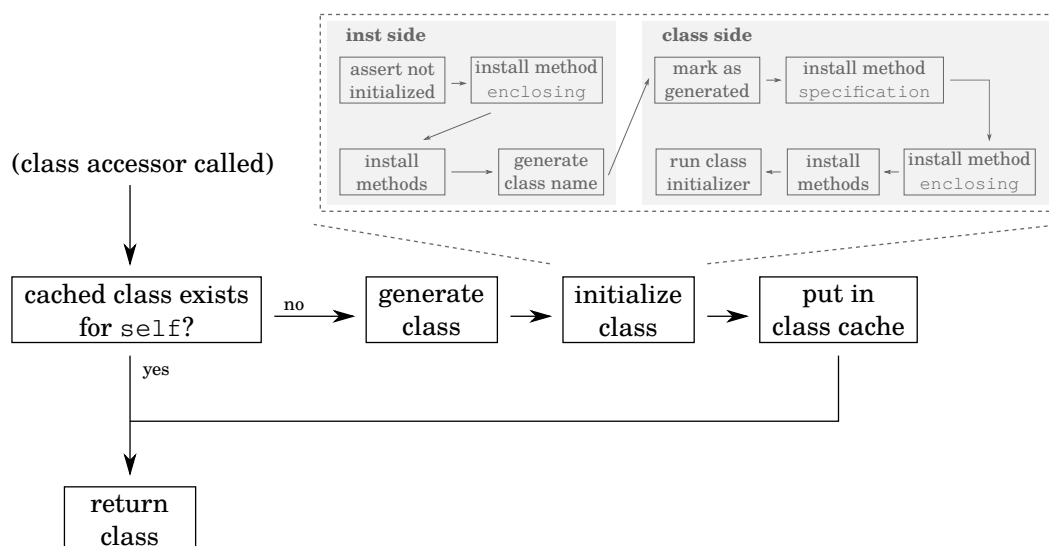 inst side
assert not
initialized
install method
enclosing
install
methods
generate
class name
class side
mark as
generated
install method
specification
install method
enclosing
install
methods
run class
initializer
(class accessor called)
cached class exists
for self?
no
generate
class
initialize
class
put in
class cache
yes
return
class